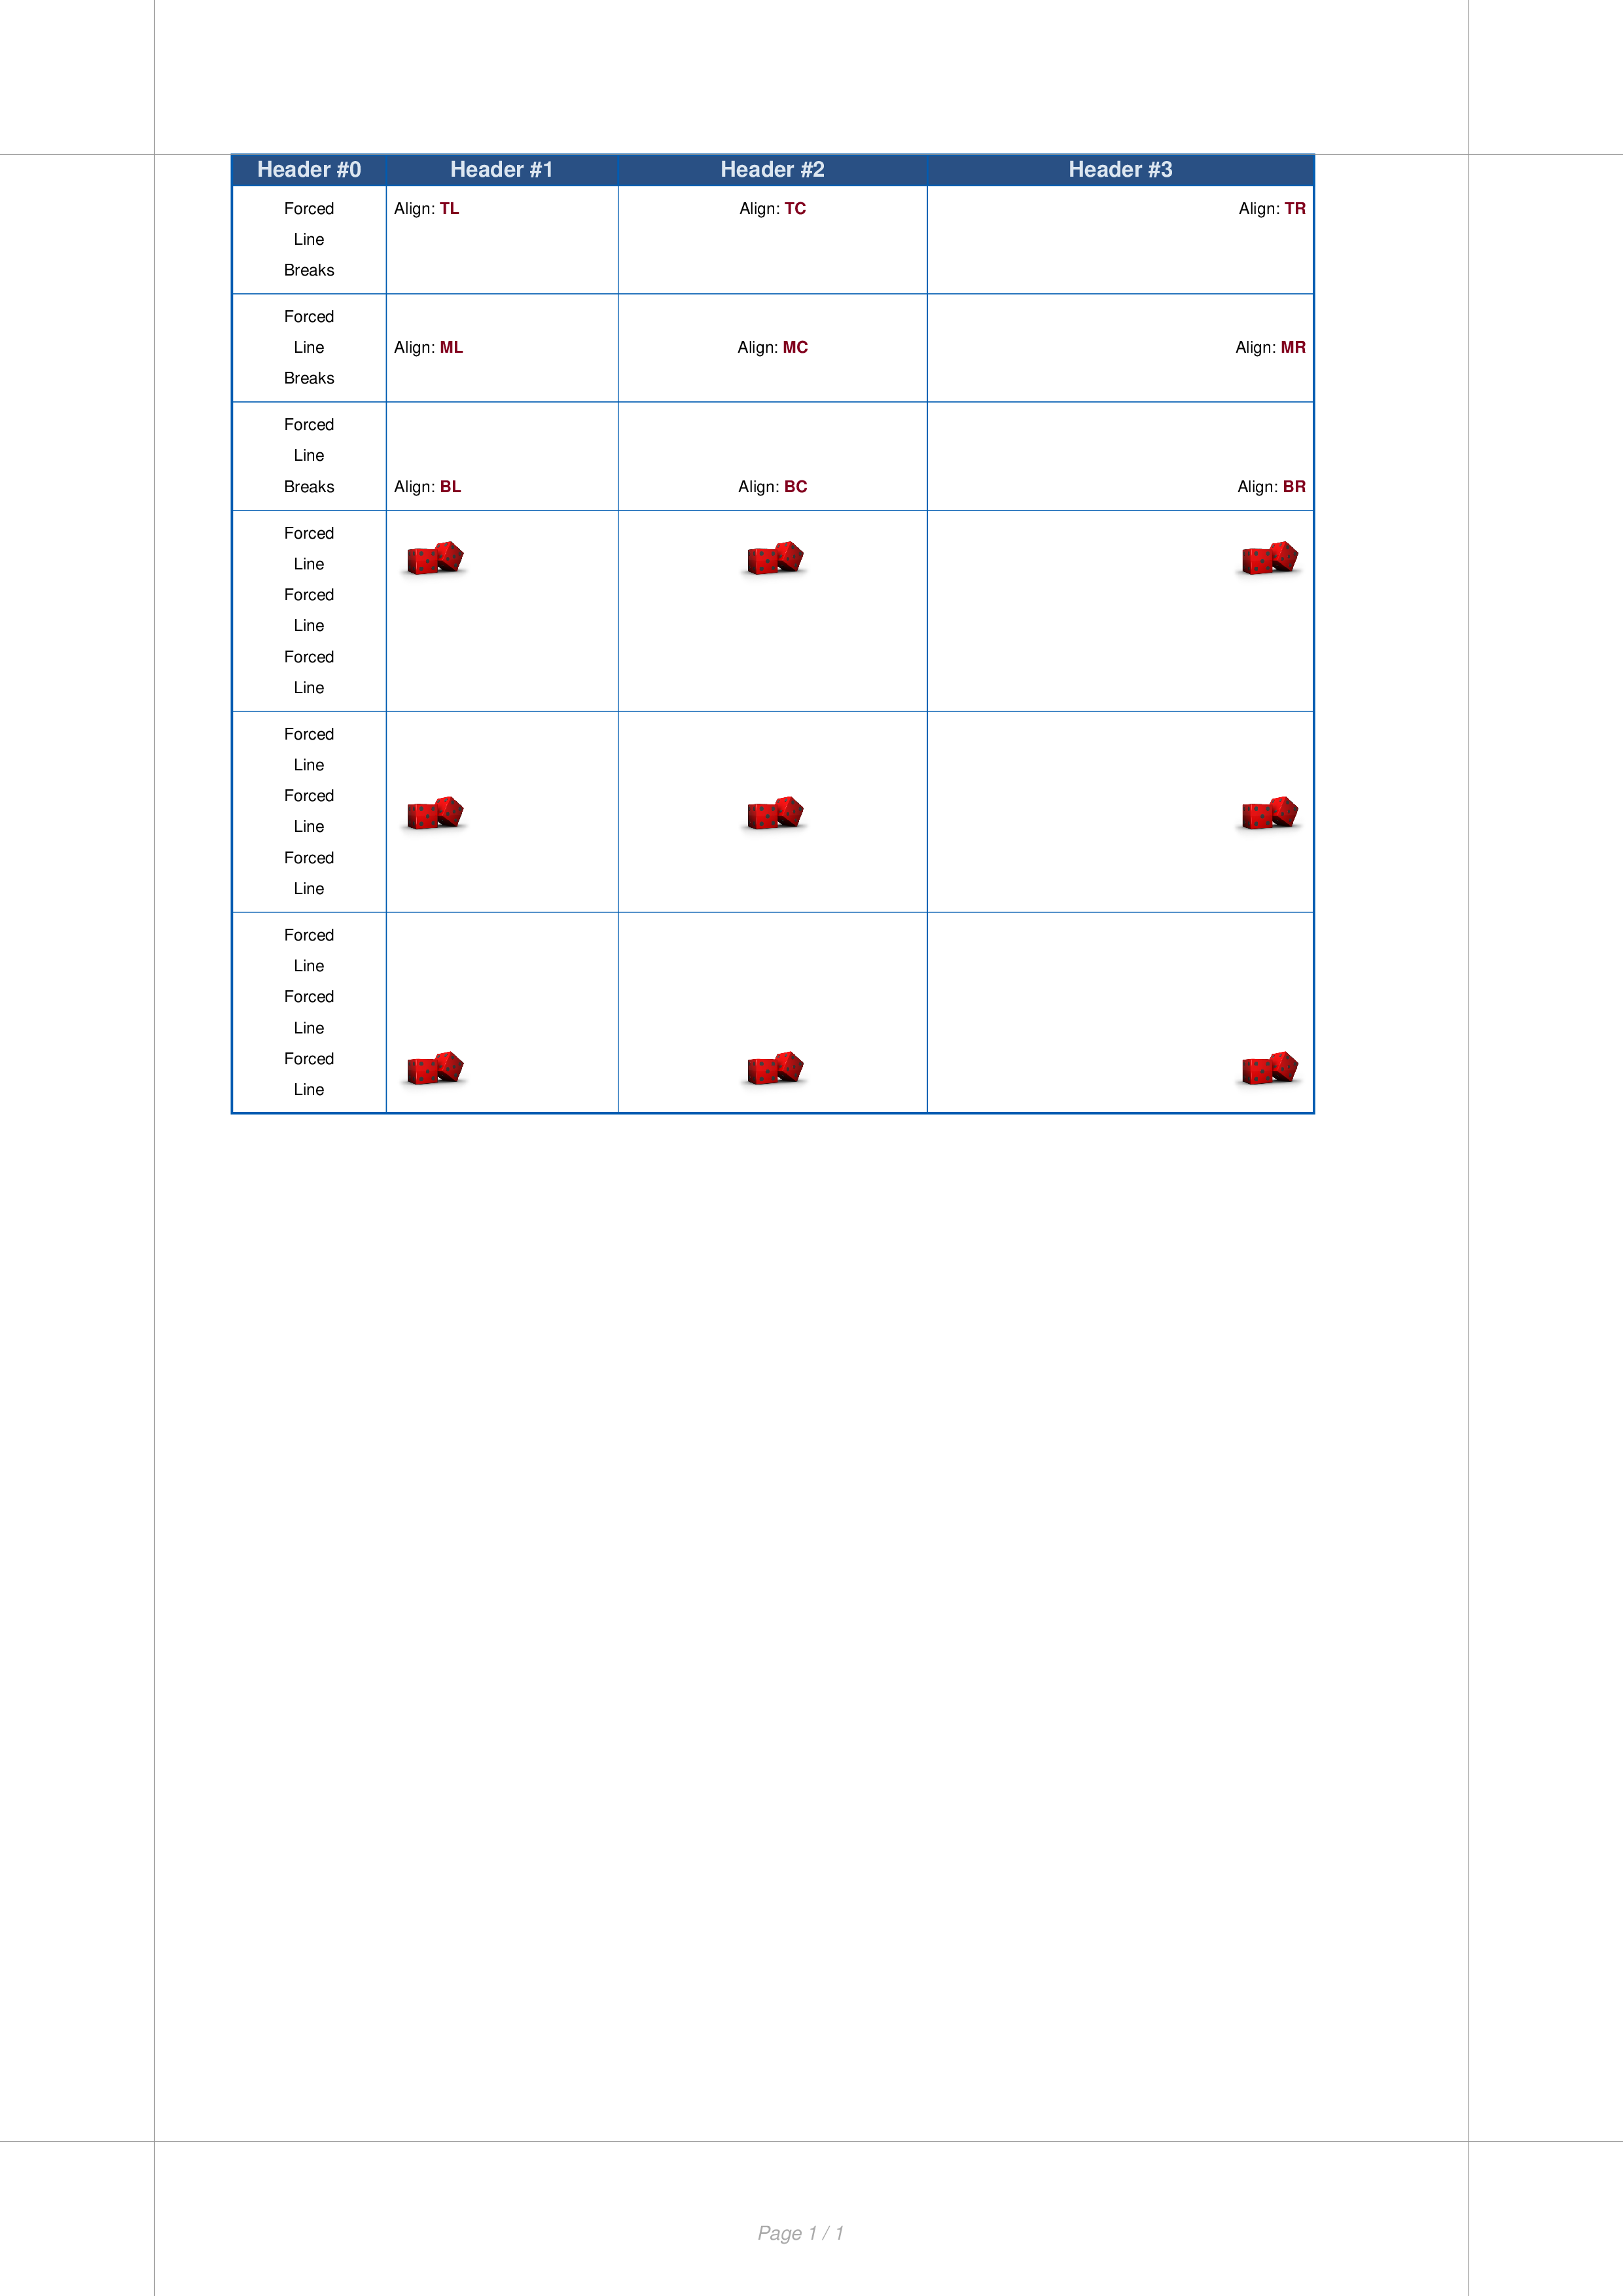 Header #0 Header #1 Header #2 Header #3
Forced Align: TL Align: TC Align: TR
Line
Breaks
Forced
Line Align: ML Align: MC Align: MR
Breaks
Forced
Line
Breaks Align: BL Align: BC Align: BR
Forced
Line
Forced
Line
Forced
Line
Forced
Line
Forced
Line
Forced
Line
Forced
Line
Forced
Line
Forced
Line
Page 1 / 1